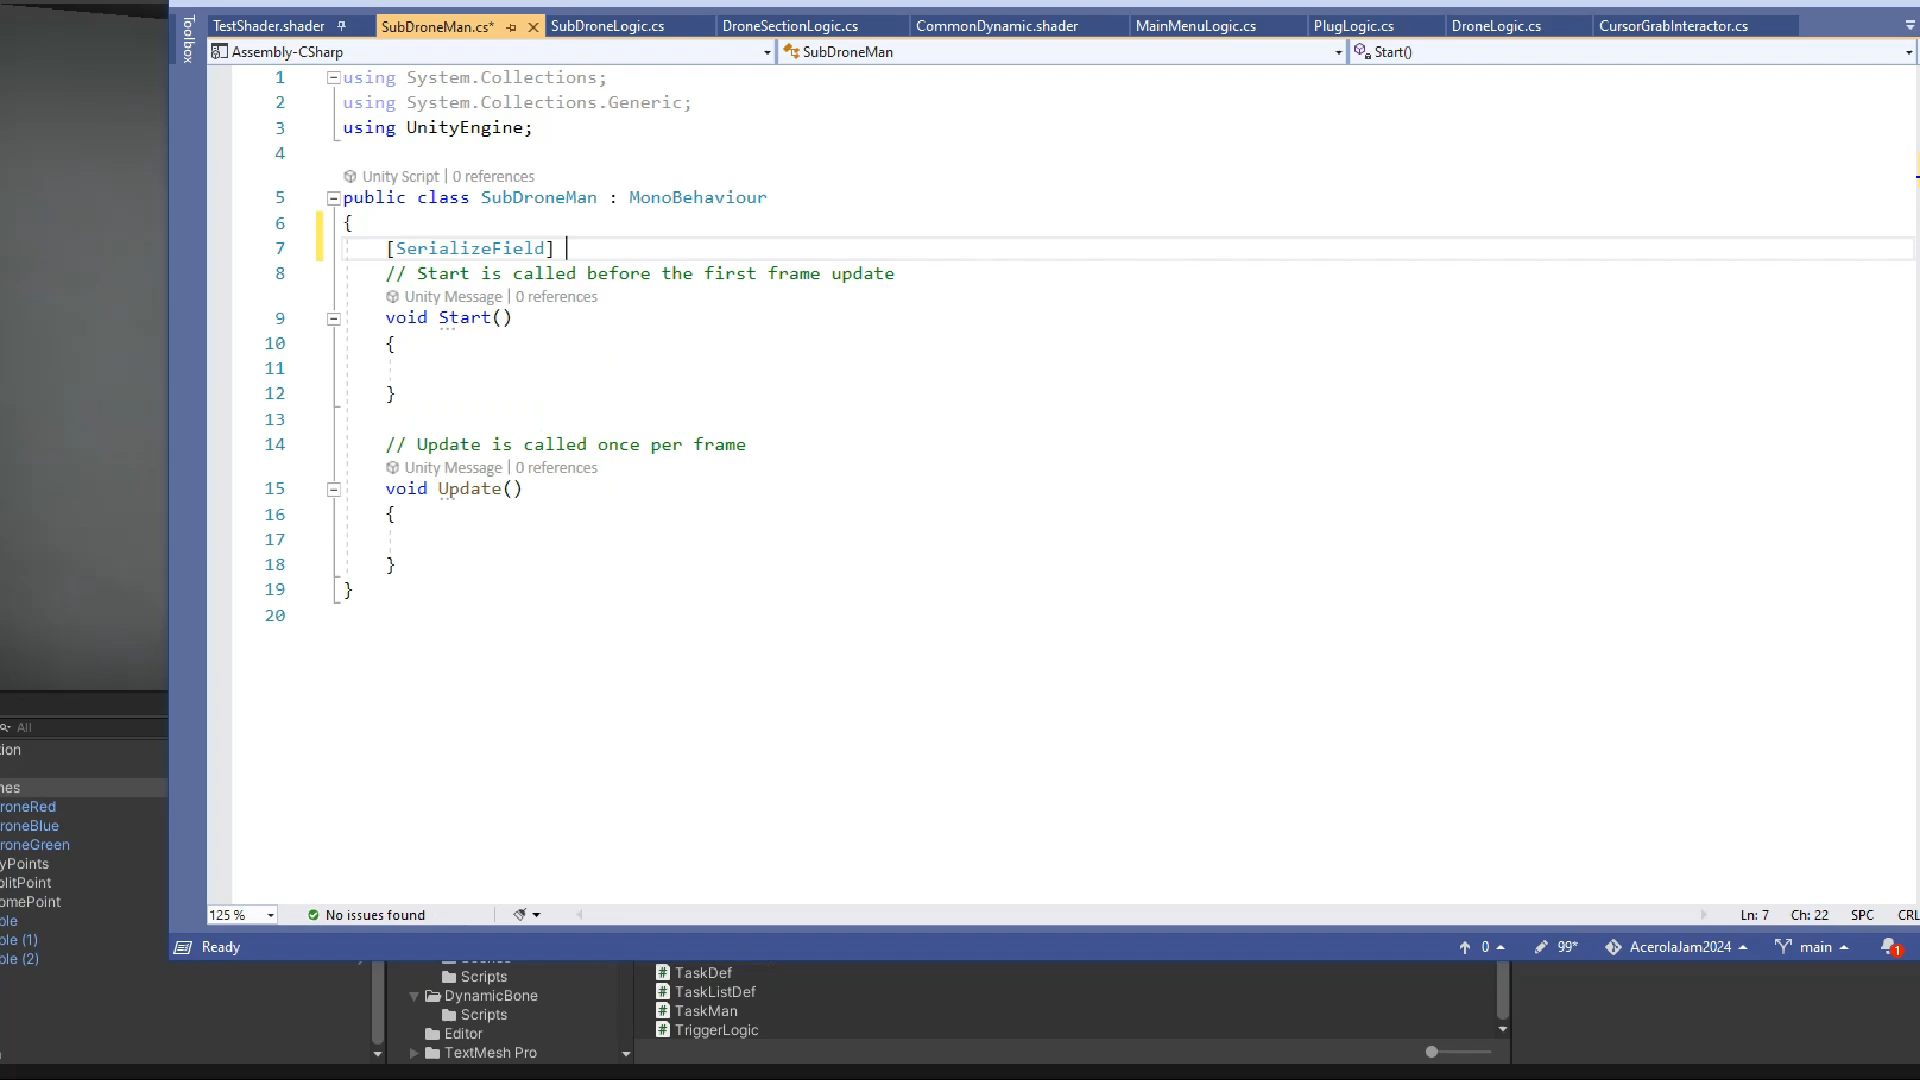 Toolbox
TestShader.shader
SubDroneMan.cs*
SubDroneLogic.cs
DroneSectionLogic.cs
CommonDynamic.shader
MainMenuLogic.cs
PlugLogic.cs
DroneLogic.cs
CursorGrabInteractor.cs
Assembly-CSharp
SubDroneMan
Start()
1 using System.Collections;
2 using System.Collections.Generic;
3 using UnityEngine;
4
Unity Script | 0 references
5 public class SubDroneMan : MonoBehaviour
6 {
7 [SerializeField]
8 // Start is called before the first frame update
Unity Message | 0 references
9 void Start()
10 {
11
12 }
13
14 // Update is called once per frame
Unity Message | 0 references
15 void Update()
16 {
17
18 }
19 }
20
125 %
No issues found
Ln: 7 Ch: 22 SPC CRL
Ready
0
99*
AcerolaJam2024
main
1
All
tion
nes
roneRed
roneBlue
roneGreen
yPoints
plitPoint
omePoint
ble
ble (1)
ble (2)
Scripts
DynamicBone
Scripts
Editor
TextMesh Pro
TaskDef
TaskListDef
TaskMan
TriggerLogic